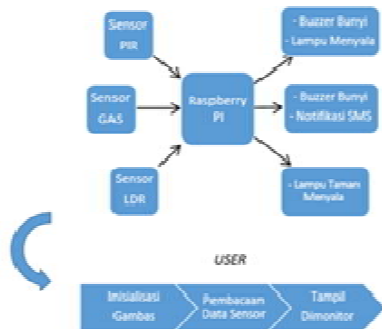 Sensor
PIR
- Buzzer Bunyi
- Lampu Menyala
Sensor
GAS
Raspberry
PI
- Buzzer Bunyi
- Notifikasi SMS
Sensor
LDR
- Lampu Taman
Menyala
USER
Inisialisasi
Gambas
Pembacaan
Data Sensor
Tampil
Dimonitor